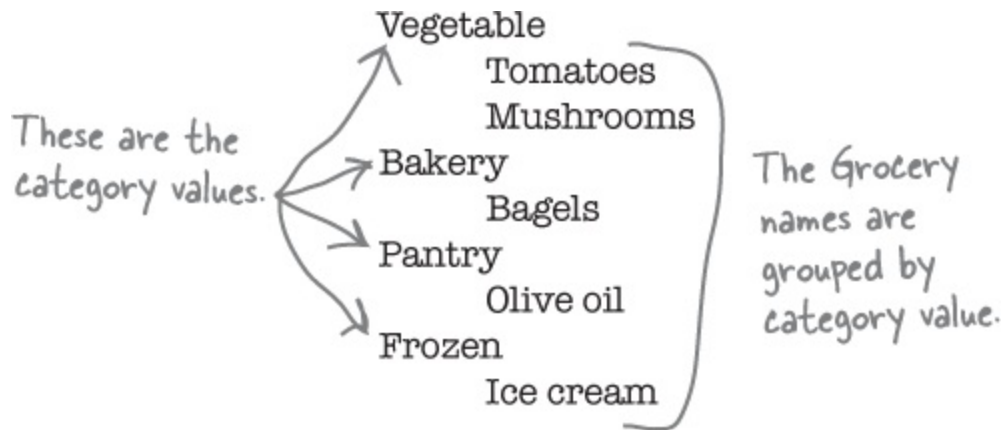 Vegetable
Tomatoes
Mushrooms
Bakery
Bagels
Pantry
Olive oil
Frozen
Ice cream
These are the
category values.
The Grocery
names are
grouped by
category value.